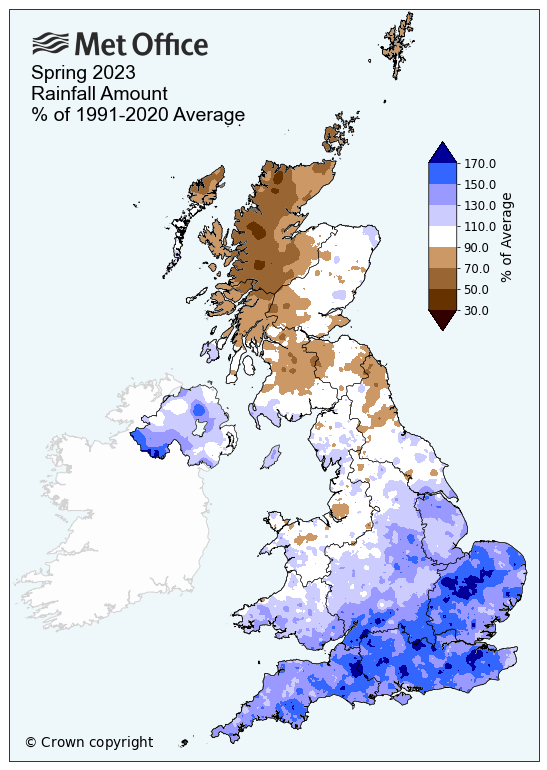 Met Office
Spring 2023
Rainfall Amount
% of 1991-2020 Average
170.0
150.0
130.0
110.0
90.0
70.0
50.0
30.0
% of Average
© Crown copyright